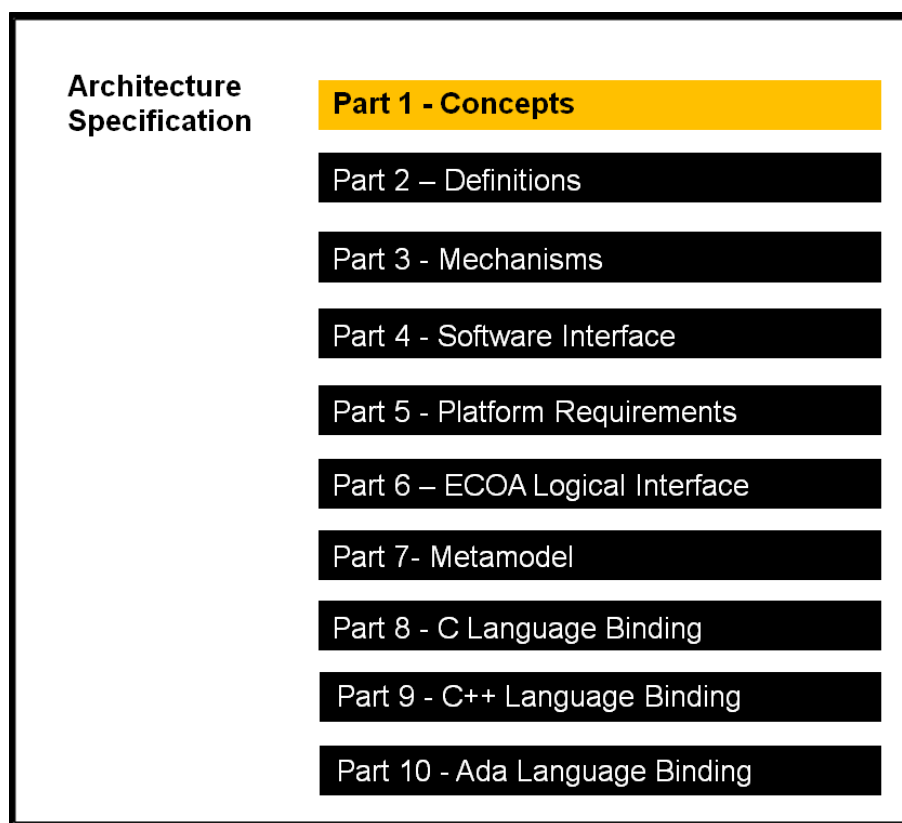 Architecture
Specification
Part 1 - Concepts
Part 2 – Definitions
Part 3 - Mechanisms
Part 4 - Software Interface
Part 5 - Platform Requirements
Part 6 – ECOA Logical Interface
Part 7- Metamodel
Part 8 - C Language Binding
Part 9 - C++ Language Binding
Part 10 - Ada Language Binding